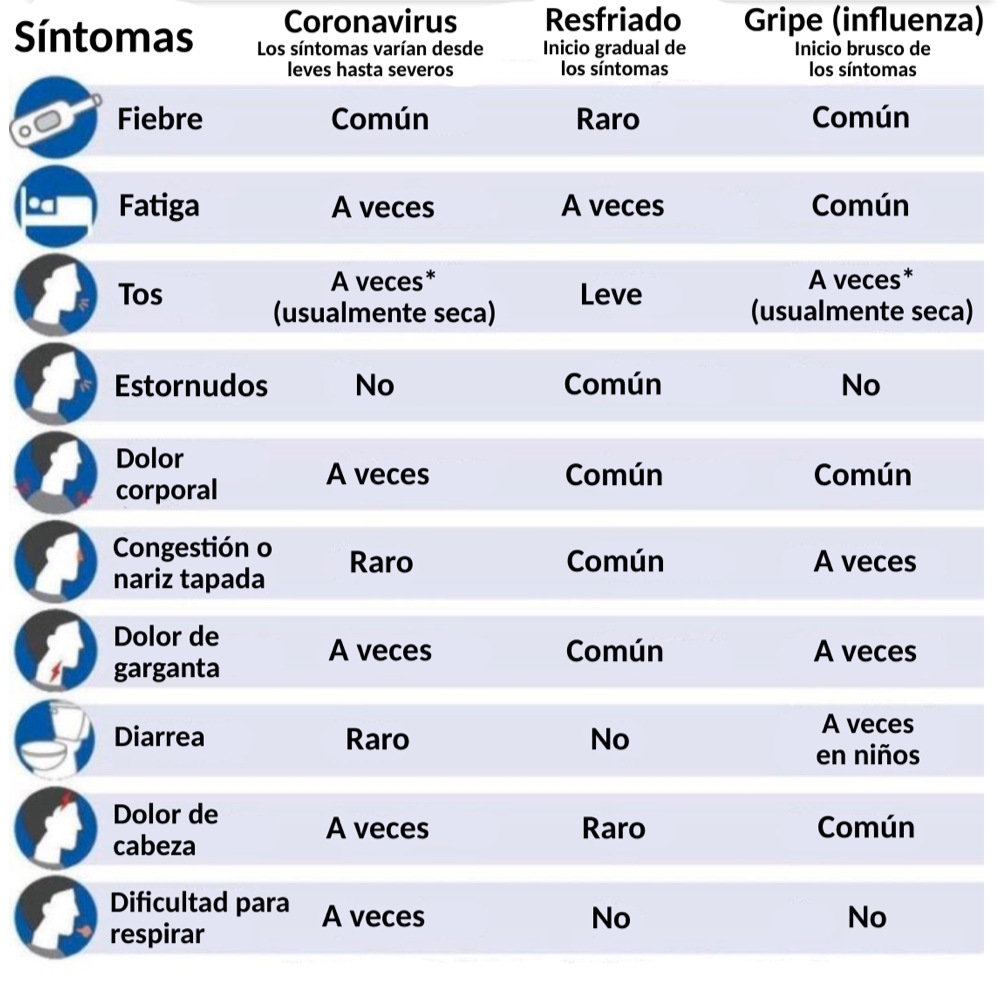 Síntomas
Coronavirus
Los síntomas varían desde
leves hasta severos
Resfriado
Inicio gradual de
los síntomas
Gripe (influenza)
Inicio brusco de
los síntomas
Fiebre
Común
Raro
Común
Fatiga
A veces
A veces
Común
Tos
A veces*
(usualmente seca)
Leve
A veces*
(usualmente seca)
Estornudos
No
Común
No
Dolor
corporal
A veces
Común
Común
Congestión o
nariz tapada
Raro
Común
A veces
Dolor de
garganta
A veces
Común
A veces
Diarrea
Raro
No
A veces
en niños
Dolor de
cabeza
A veces
Raro
Común
Dificultad para
respirar
A veces
No
No